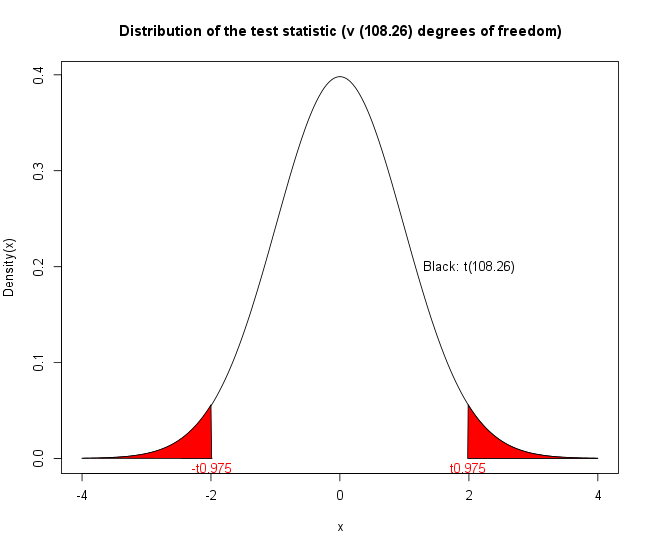 Distribution of the test statistic (v (108.26) degrees of freedom)
Density(x)
0.4
0.3
0.2
0.1
0.0
Black: t(108.26)
-t0.975
t0.975
-4
-2
0
2
4
x